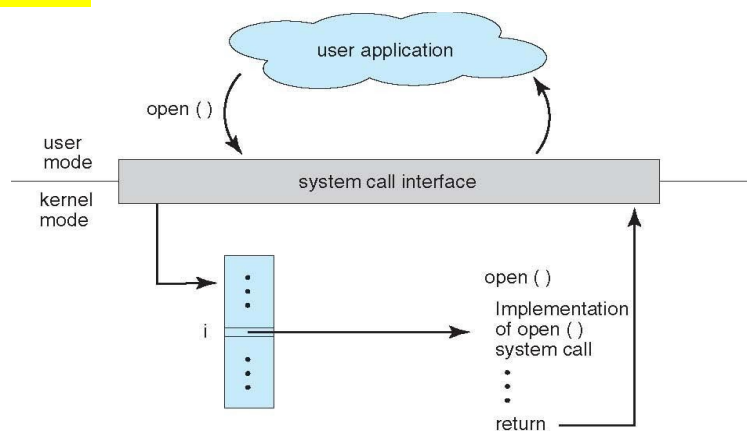 user application
open ( )
user
mode
system call interface
kernel
mode
open ( )
i
Implementation
of open ( )
system call
return